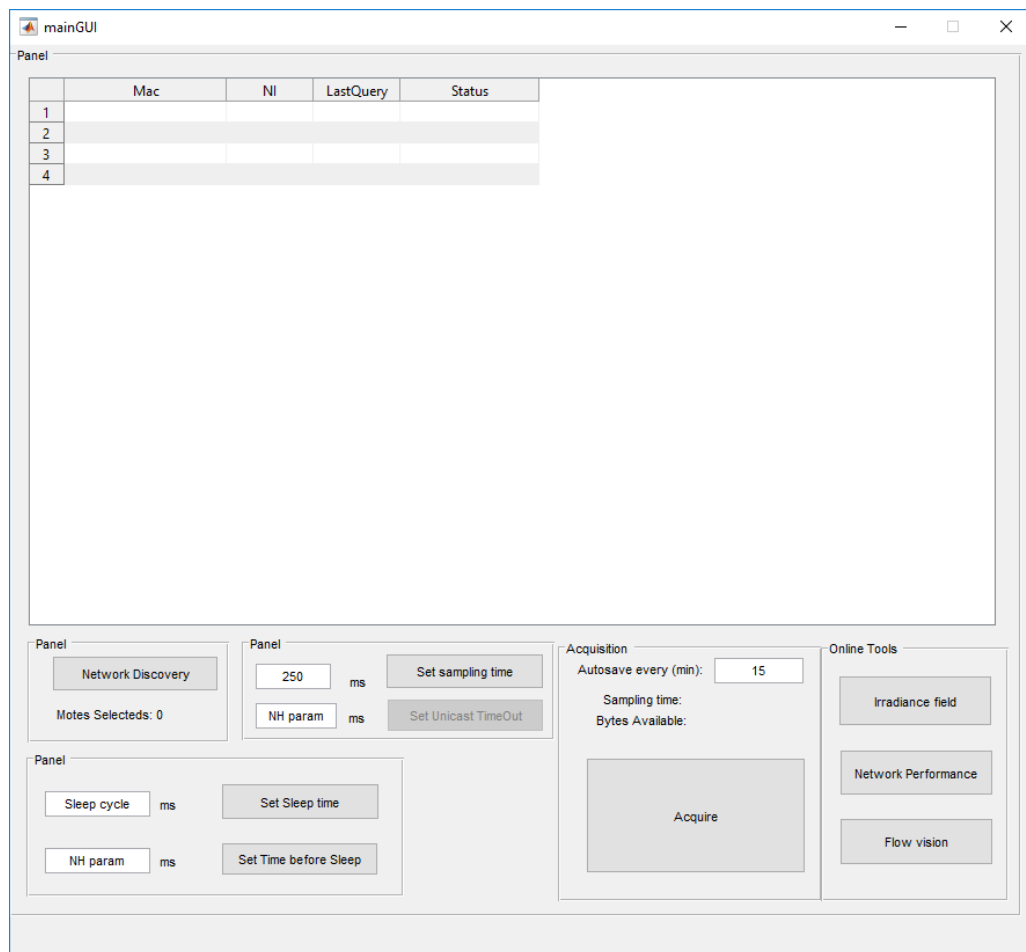 mainGUI
Panel
Mac NI LastQuery Status
1
2
3
4
Panel
Network Discovery
Motes Selecteds: 0
Panel
250 ms Set sampling time
NH param ms Set Unicast TimeOut
Panel
Sleep cycle ms Set Sleep time
NH param ms Set Time before Sleep
Acquisition
Autosave every (min): 15
Sampling time:
Bytes Available:
Acquire
Online Tools
Irradiance field
Network Performance
Flow vision